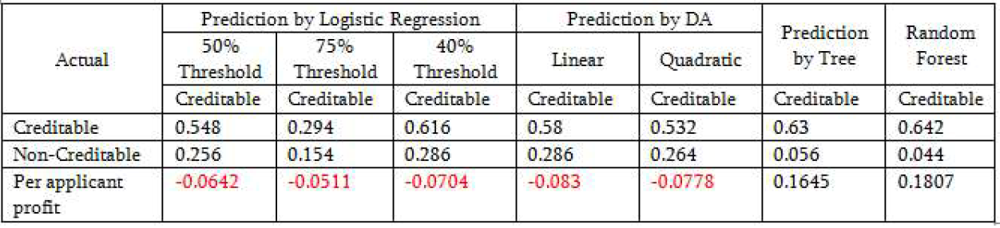 Actual Prediction by Logistic Regression Prediction by DA Prediction by Tree Random Forest
50% Threshold 75% Threshold 40% Threshold Linear Quadratic
Creditable Creditable Creditable Creditable Creditable Creditable Creditable
Creditable 0.548 0.294 0.616 0.58 0.532 0.63 0.642
Non-Creditable 0.256 0.154 0.286 0.286 0.264 0.056 0.044
Per applicant profit -0.0642 -0.0511 -0.0704 -0.083 -0.0778 0.1645 0.1807